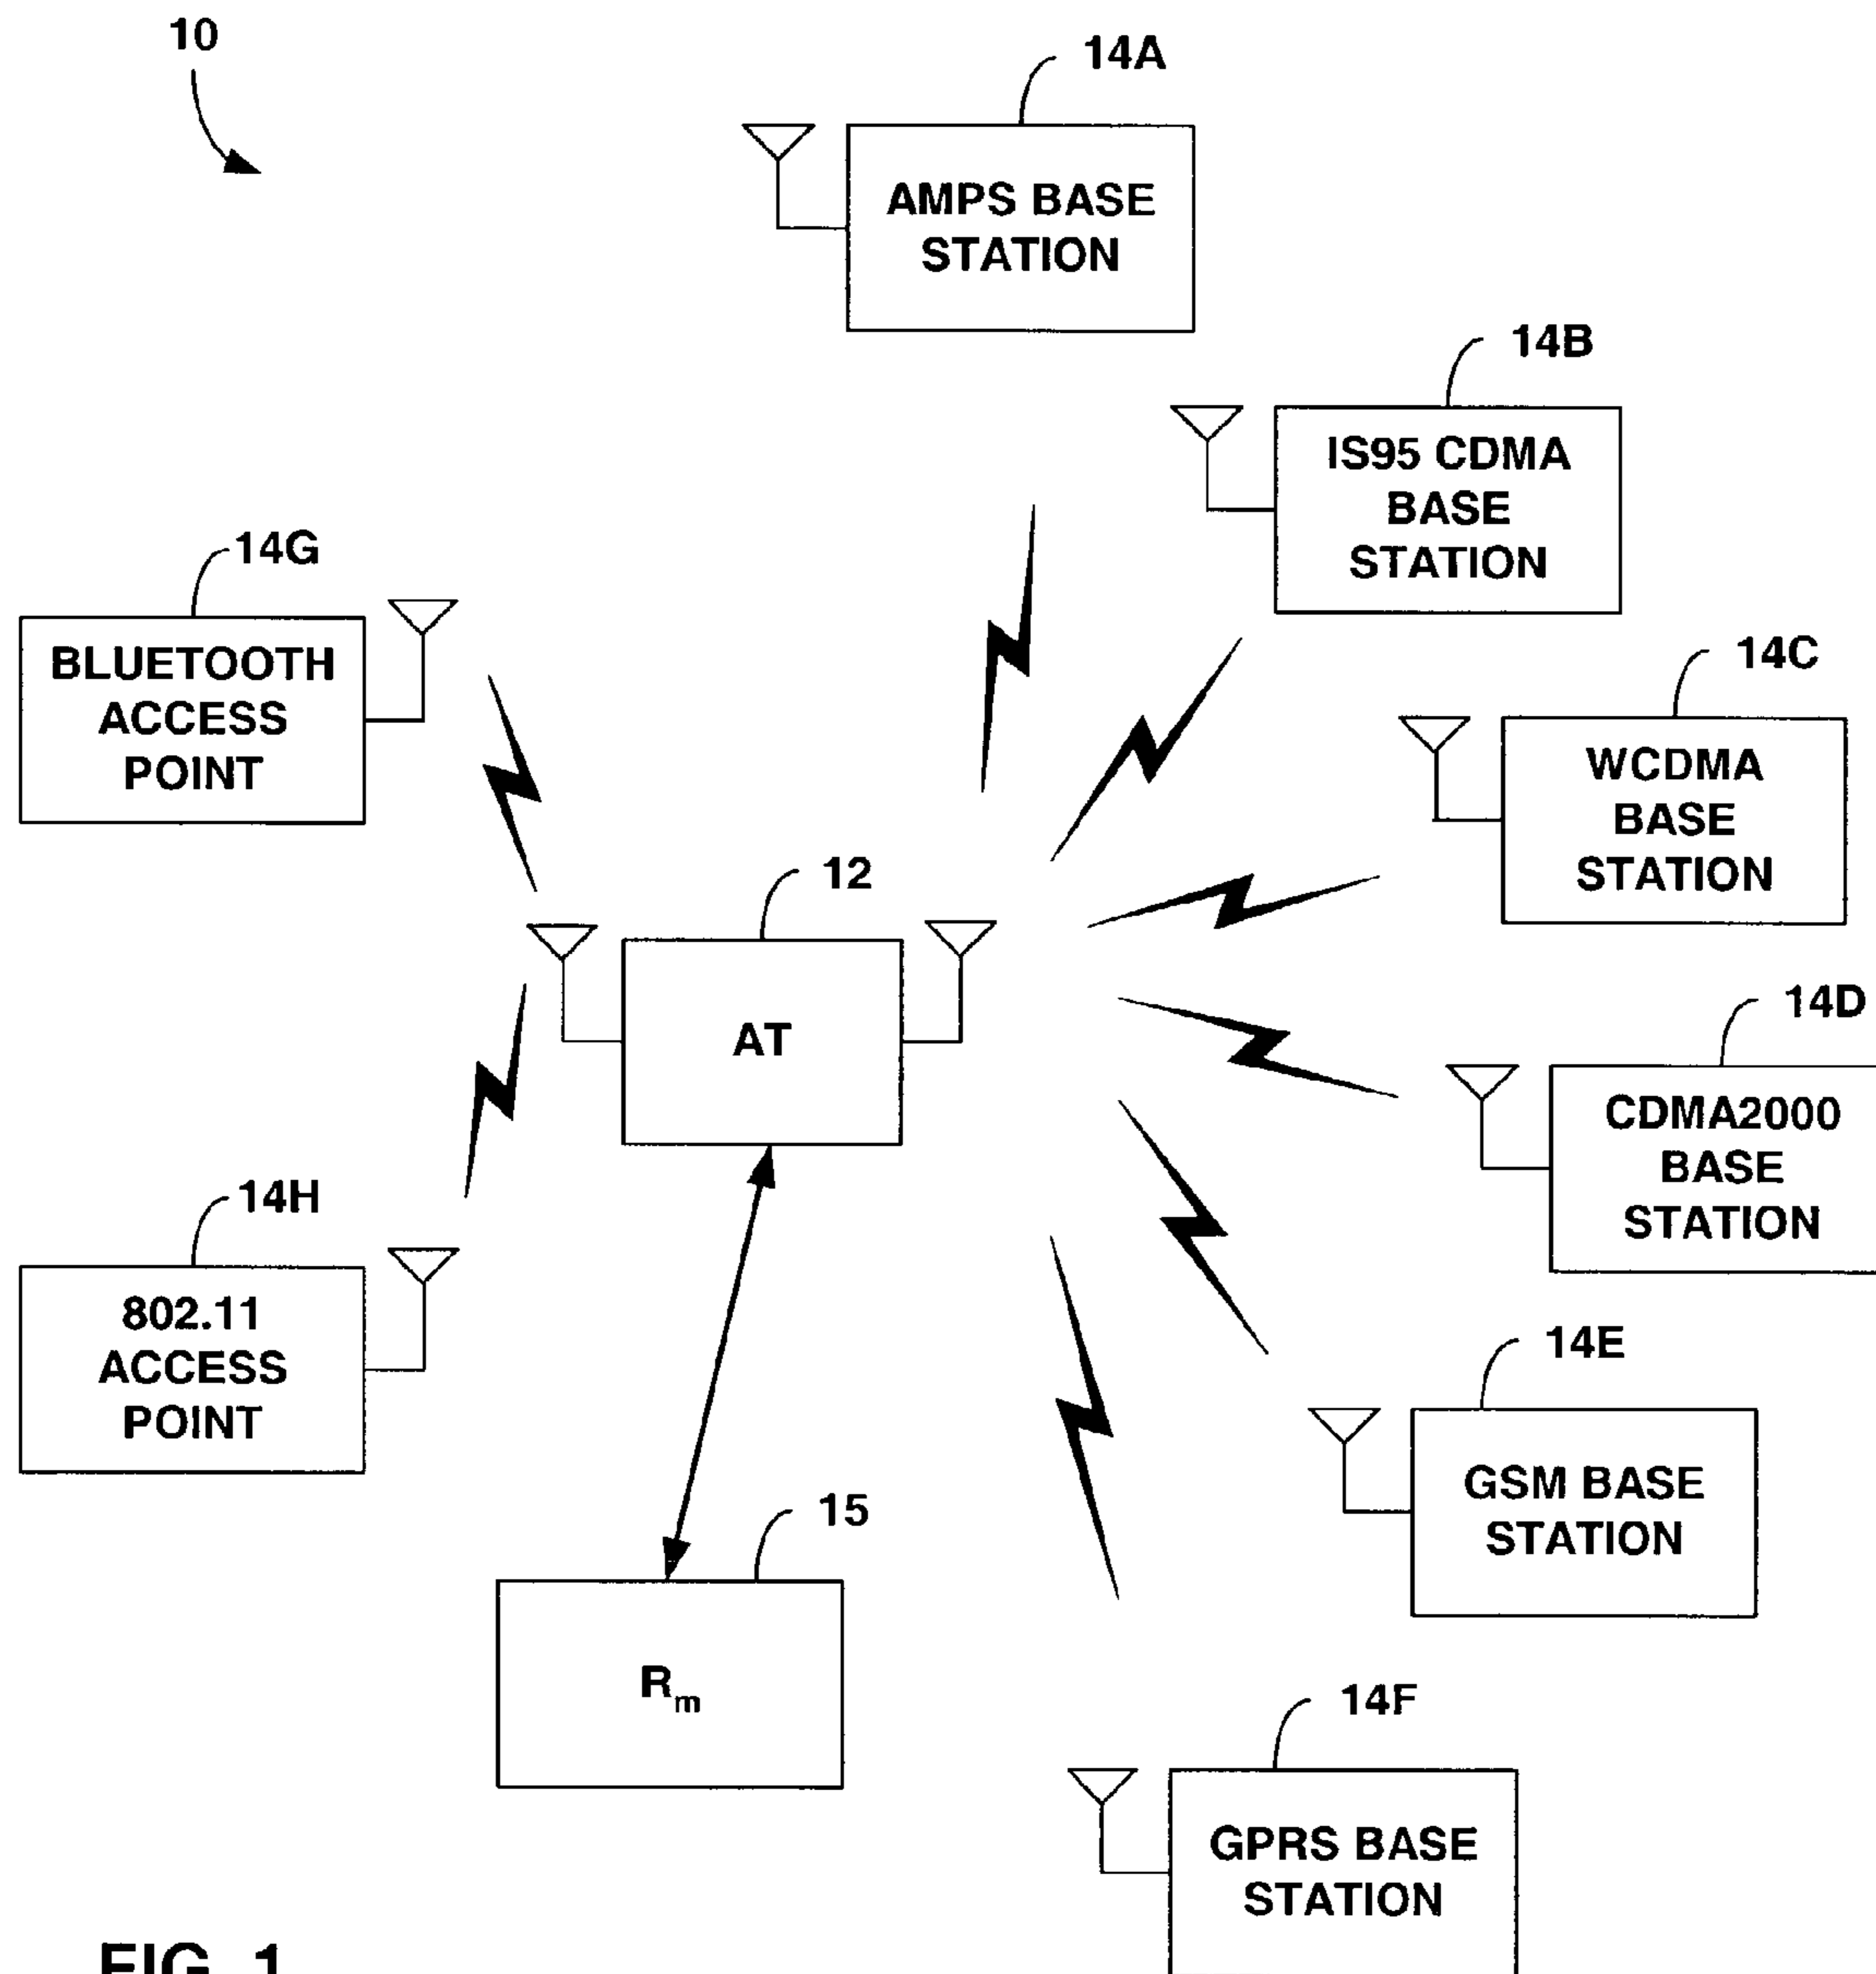 10
14A
AMPS BASE
STATION
14B
IS95 CDMA
BASE
STATION
14G
BLUETOOTH
ACCESS
POINT
14C
WCDMA
BASE
STATION
12
AT
14D
CDMA2000
BASE
STATION
14H
802.11
ACCESS
POINT
14E
GSM BASE
STATION
15
Rm
14F
GPRS BASE
STATION
FIG. 1